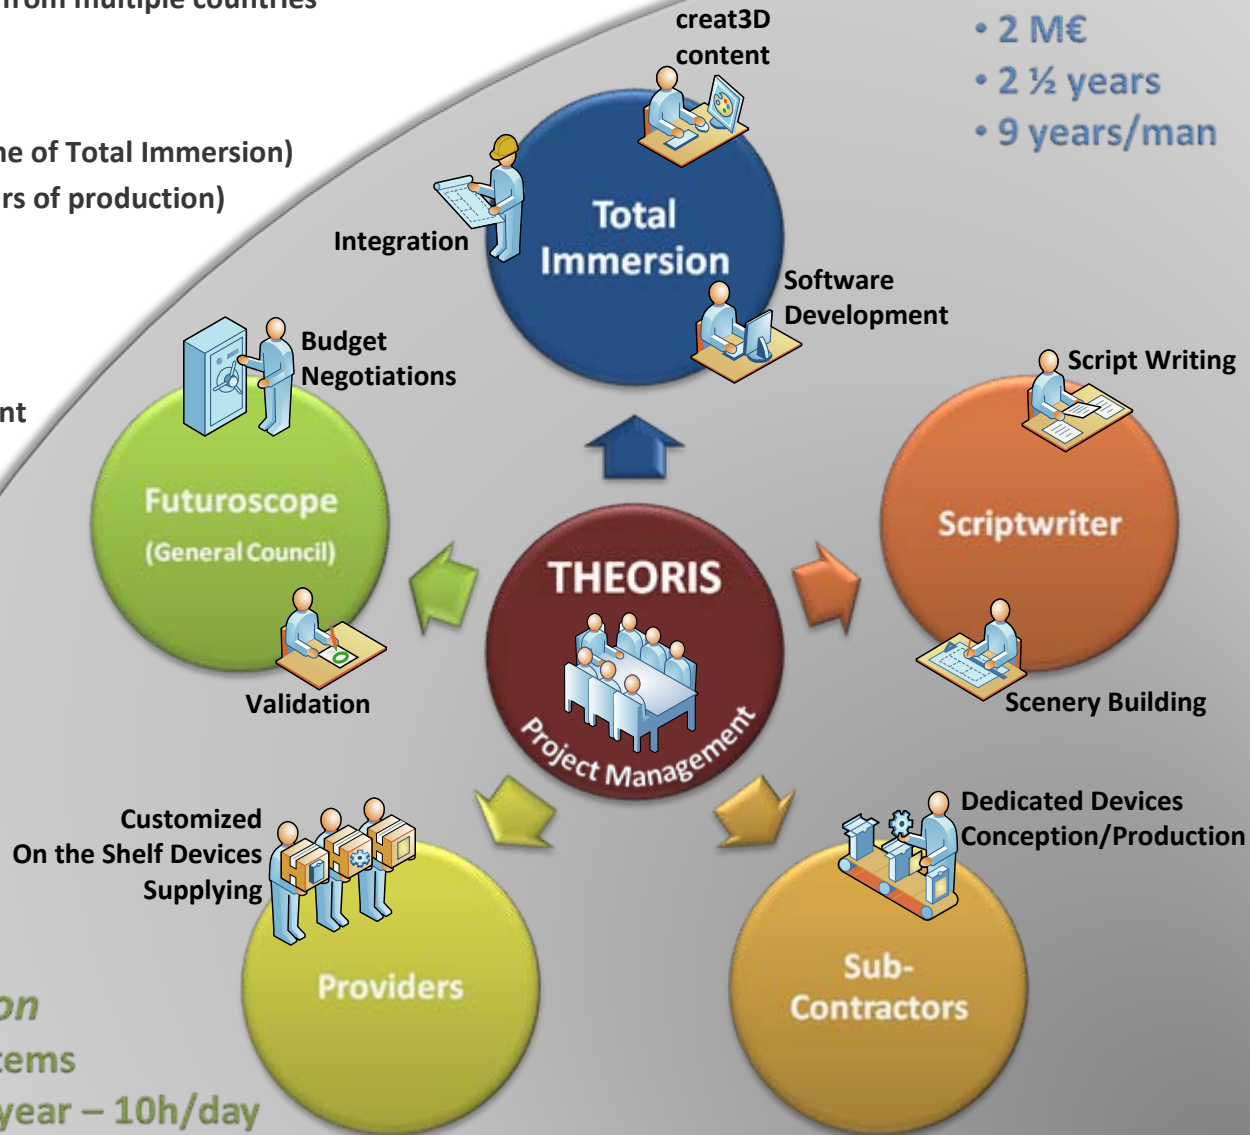 from multiple countries
creat3D
content
• 2 M€
• 2 ½ years
• 9 years/man
ne of Total Immersion)
rs of production)
Integration
Total
Immersion
Software
Development
Budget
Negotiations
Script Writing
nt
Futuroscope
(General Council)
Scriptwriter
THEORIS
Project Management
Validation
Scenery Building
Customized
On the Shelf Devices
Supplying
Dedicated Devices
Conception/Production
Providers
Sub-
Contractors
on
tems
year – 10h/day